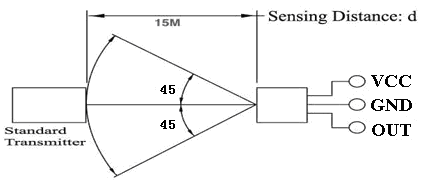 15M
Sensing Distance: d
45
45
Standard
Transmitter
VCC
GND
OUT